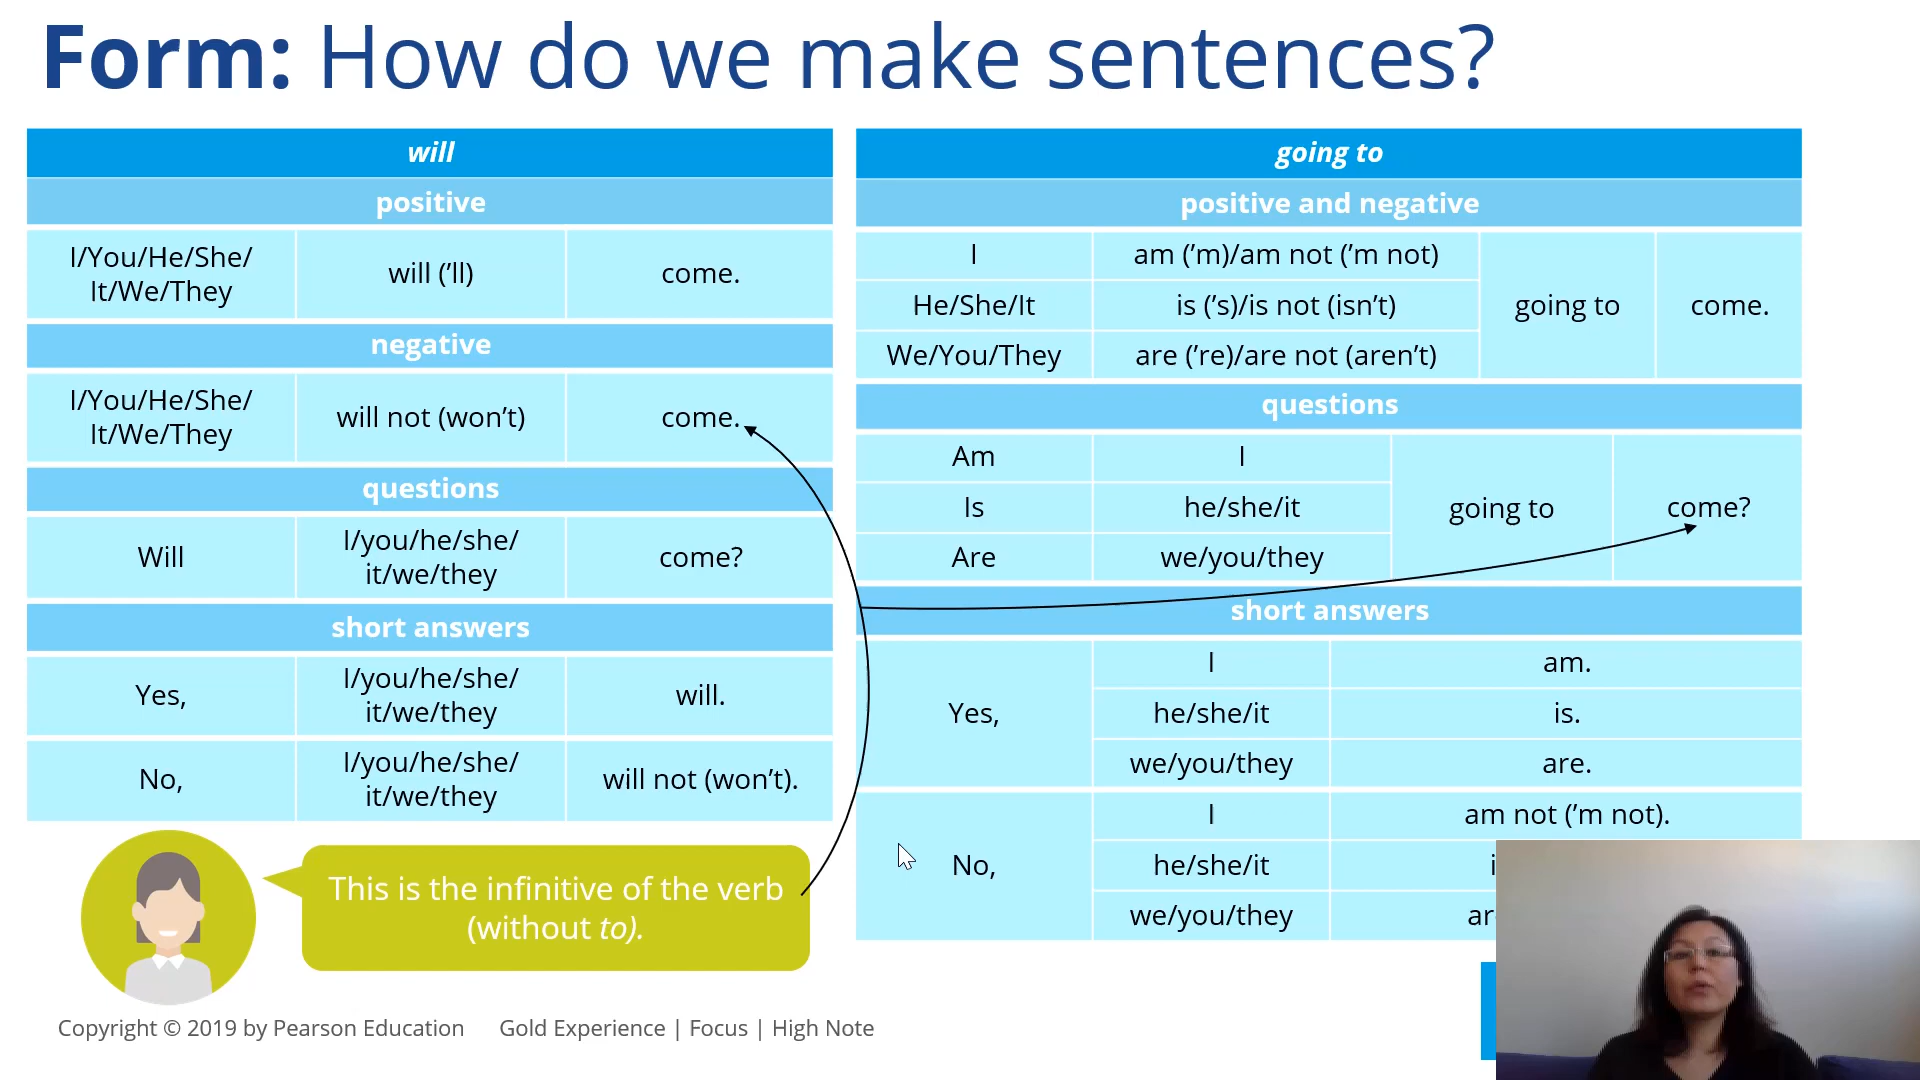 Form: How do we make sentences?
will
positive
I/You/He/She/
It/We/They
will (’ll)
come.
negative
I/You/He/She/
It/We/They
will not (won’t)
come.
questions
Will
I/you/he/she/
it/we/they
come?
short answers
Yes,
I/you/he/she/
it/we/they
will.
No,
I/you/he/she/
it/we/they
will not (won’t).
This is the infinitive of the verb
(without to).
going to
positive and negative
I
am (’m)/am not (’m not)
He/She/It
is (’s)/is not (isn’t)
We/You/They
are (’re)/are not (aren’t)
going to
come.
questions
Am
I
Is
he/she/it
Are
we/you/they
going to
come?
short answers
Yes,
I
am.
he/she/it
is.
we/you/they
are.
No,
I
am not (’m not).
he/she/it
we/you/they
Copyright © 2019 by Pearson Education
Gold Experience | Focus | High Note